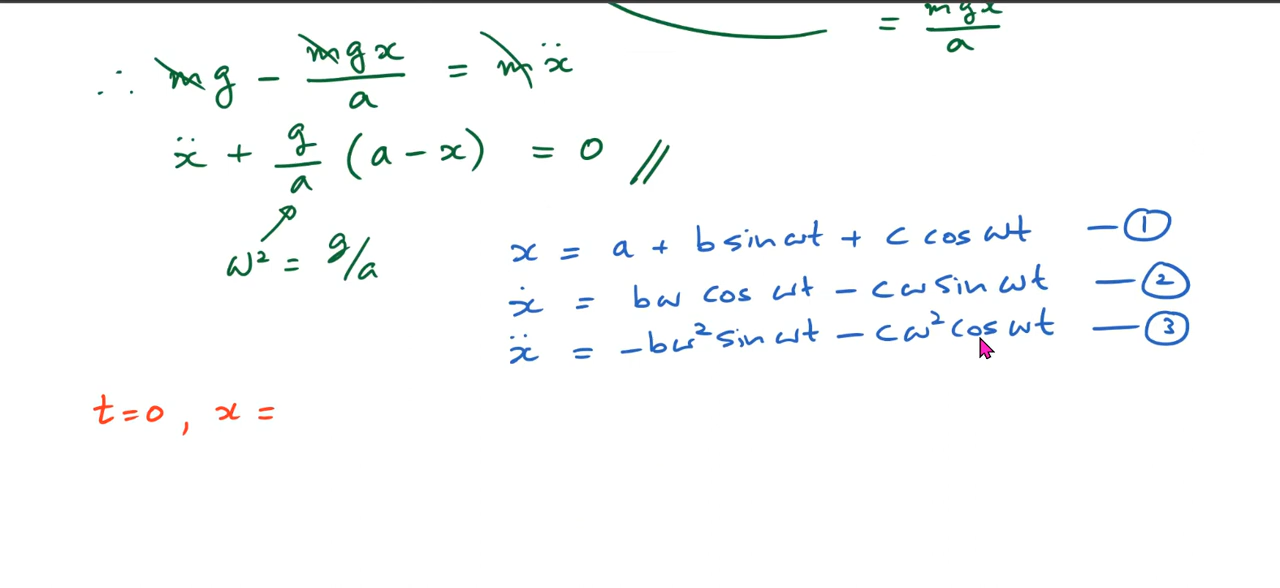 = mgx/a
∴ mg - mgx/a = mẍ
ẍ + g/a (a - x) = 0 //
ω² = g/a
x = a + b sin ωt + c cos ωt — ①
ẋ = bω cos ωt - cω sin ωt — ②
ẍ = -bω² sin ωt - cω² cos ωt — ③
t = 0, x =